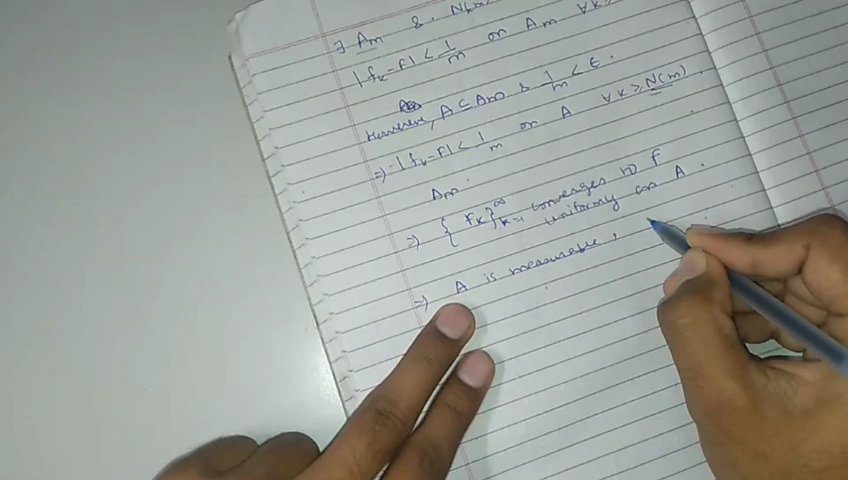 ∃ Am & . N(m)
|fk-f| < 1/m on Am ∀k
However, A ⊆ Am & 1/m < ε.
⇒ |fk-f| < 1/m on A ∀k ≥ N(m).
Am.
⇒ {fk}∞k=1 converges to f
uniformly on A.
⇒ A is measurable,